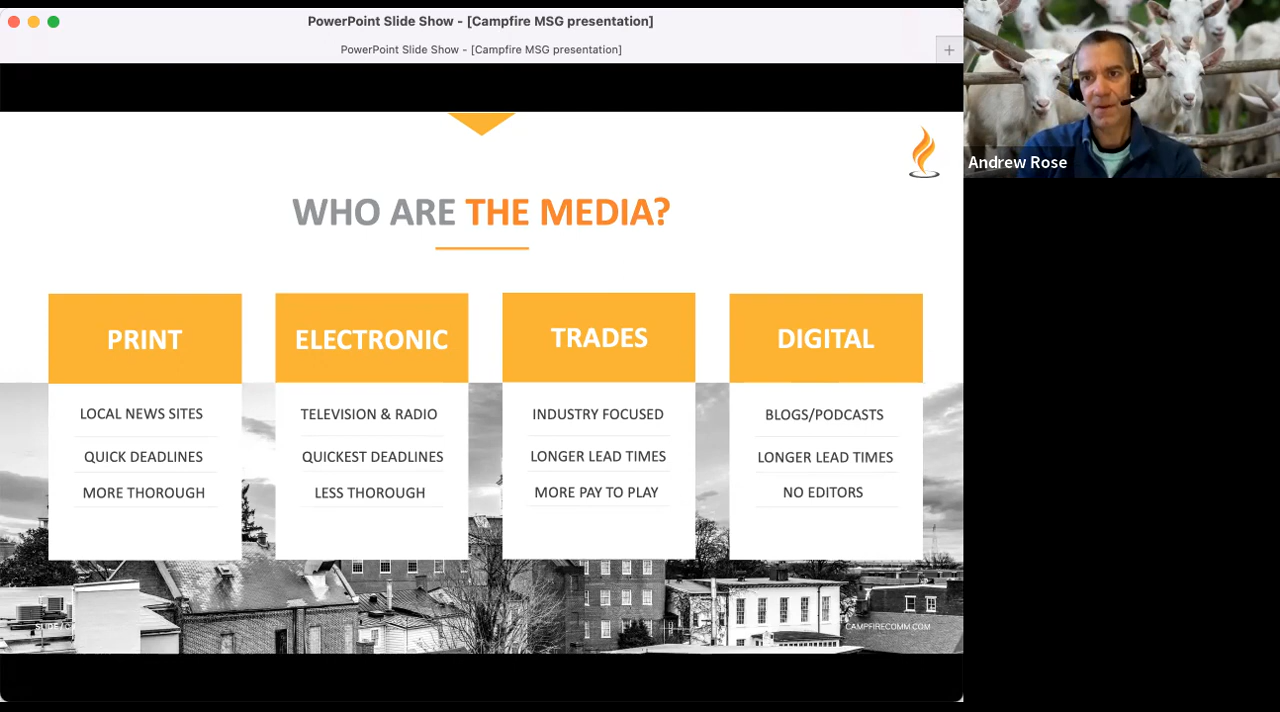 PowerPoint Slide Show - [Campfire MSG presentation]
PowerPoint Slide Show - [Campfire MSG presentation]
Andrew Rose
WHO ARE THE MEDIA?
PRINT
LOCAL NEWS SITES
QUICK DEADLINES
MORE THOROUGH
ELECTRONIC
TELEVISION & RADIO
QUICKEST DEADLINES
LESS THOROUGH
TRADES
INDUSTRY FOCUSED
LONGER LEAD TIMES
MORE PAY TO PLAY
DIGITAL
BLOGS/PODCASTS
LONGER LEAD TIMES
NO EDITORS
CAMPFIRECOMM.COM